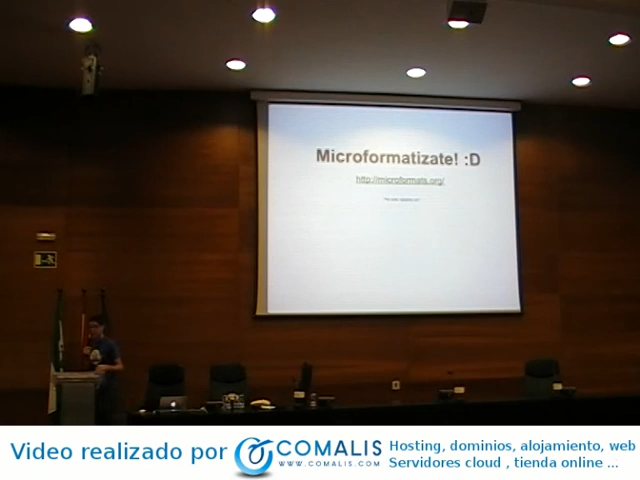 Microformatizate! :D
http://microformats.org/
Video realizado por
COMALIS
WWW.COMALIS.COM
Hosting, dominios, alojamiento, web
Servidores cloud , tienda online ...